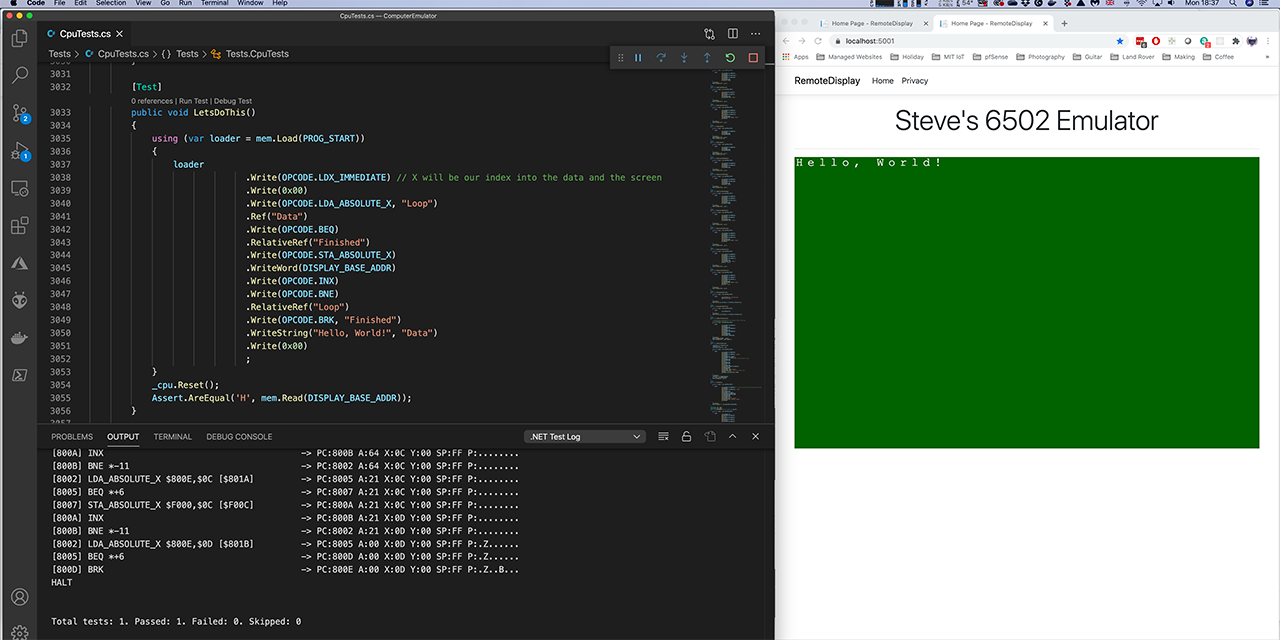 Code File Edit Selection View Go Run Terminal Window Help
54°
Mon 18:37
CpuTests.cs — ComputerEmulator
CpuTests.cs
Tests > CpuTests.cs > {} Tests > Tests.CpuTests
3031
3032 [Test]
0 references | Run Test | Debug Test
3033 public void LetsDoThis()
3034 {
3035 using (var loader = mem.Load(PROG_START))
3036 {
3037 loader
3038 .Write(OPCODE.LDX_IMMEDIATE) // X will be our index into the data and the screen
3039 .Write(0x00)
3040 .Write(OPCODE.LDA_ABSOLUTE_X, "Loop")
3041 .Ref("Data")
3042 .Write(OPCODE.BEQ)
3043 .RelativeRef("Finished")
3044 .Write(OPCODE.STA_ABSOLUTE_X)
3045 .WriteWord(DISPLAY_BASE_ADDR)
3046 .Write(OPCODE.INX)
3047 .Write(OPCODE.BNE)
3048 .RelativeRef("Loop")
3049 .Write(OPCODE.BRK, "Finished")
3050 .WriteString("Hello, World!", "Data")
3051 .Write(0x00)
3052 ;
3053 }
3054 _cpu.Reset();
3055 Assert.AreEqual('H', mem.Read(DISPLAY_BASE_ADDR));
3056 }
3057
2
1
PROBLEMS OUTPUT TERMINAL DEBUG CONSOLE .NET Test Log
[800A] INX —> PC:800B A:64 X:0C Y:00 SP:FF P:........
[800B] BNE *-11 —> PC:8002 A:64 X:0C Y:00 SP:FF P:........
[8002] LDA_ABSOLUTE_X $800E,$0C [$801A] —> PC:8005 A:21 X:0C Y:00 SP:FF P:........
[8005] BEQ *+6 —> PC:8007 A:21 X:0C Y:00 SP:FF P:........
[8007] STA_ABSOLUTE_X $F000,$0C [$F00C] —> PC:800A A:21 X:0C Y:00 SP:FF P:........
[800A] INX —> PC:800B A:21 X:0D Y:00 SP:FF P:........
[800B] BNE *-11 —> PC:8002 A:21 X:0D Y:00 SP:FF P:........
[8002] LDA_ABSOLUTE_X $800E,$0D [$801B] —> PC:8005 A:00 X:0D Y:00 SP:FF P:.Z......
[8005] BEQ *+6 —> PC:800D A:00 X:0D Y:00 SP:FF P:.Z......
[800D] BRK —> PC:800E A:00 X:0D Y:00 SP:FF P:.Z..B...
HALT
Total tests: 1. Passed: 1. Failed: 0. Skipped: 0
Home Page - RemoteDisplay Home Page - RemoteDisplay
localhost:5001
Apps Managed Websites Holiday MIT IoT pfSense Photography Guitar Land Rover Making Coffee »
RemoteDisplay Home Privacy
Steve's 6502 Emulator
Hello, World!